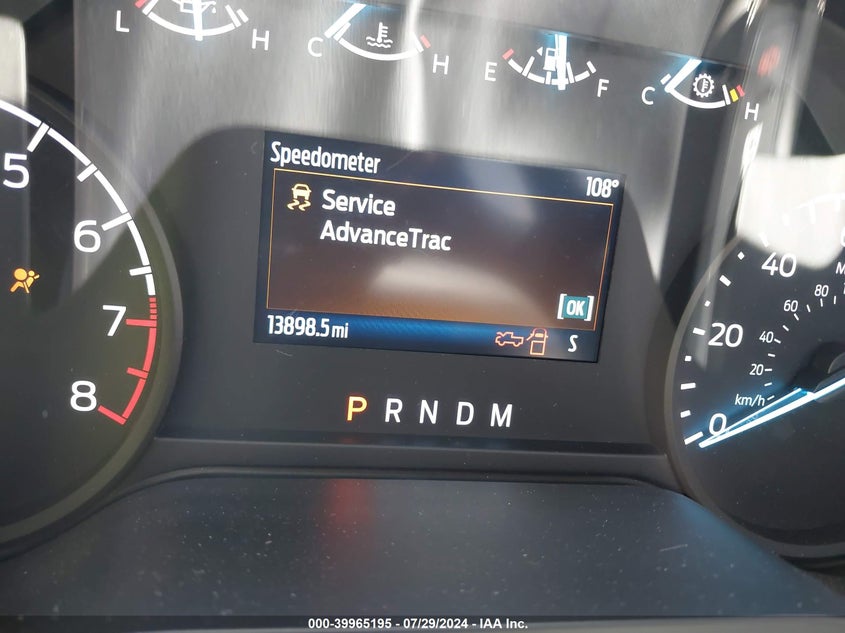 L H C H E F C H
Speedometer 108°
Service
AdvanceTrac
[OK]
13898.5 mi S
P R N D M
5
6
7
8
40
20
0
80
60
40
20
km/h
000-39965195 - 07/29/2024 - IAA Inc.